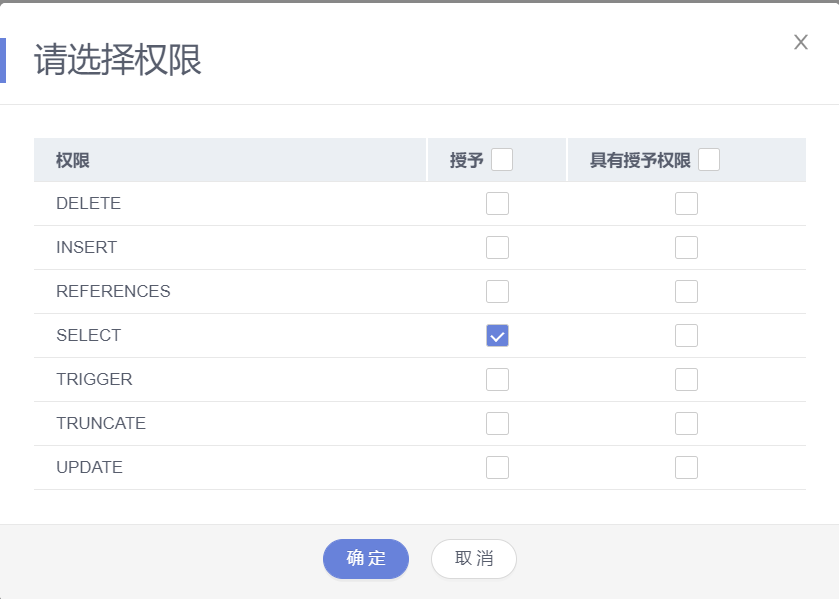 请选择权限
权限 授予 具有授予权限
DELETE
INSERT
REFERENCES
SELECT
TRIGGER
TRUNCATE
UPDATE
确定 取消